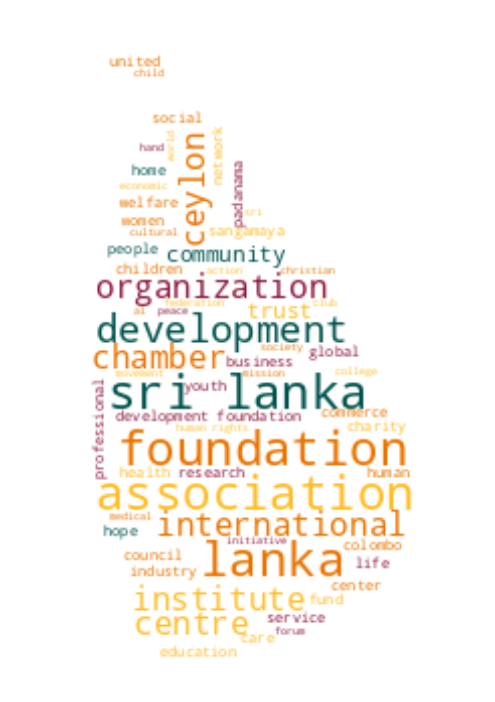 united
child
social
hand
world
ceylon
network
home
padanama
economic
welfare
sri
women
cultural
sangamaya
people
community
children
action
christian
organization
federation
club
al
peace
trust
development
society
global
chamber
business
movement
mission
college
sri lanka
youth
professional
development foundation
commerce
human rights
charity
foundation
health
research
human
association
medical
international
hope
initiative
colombo
council
lanka
life
industry
center
institute
fund
centre
service
forum
care
education